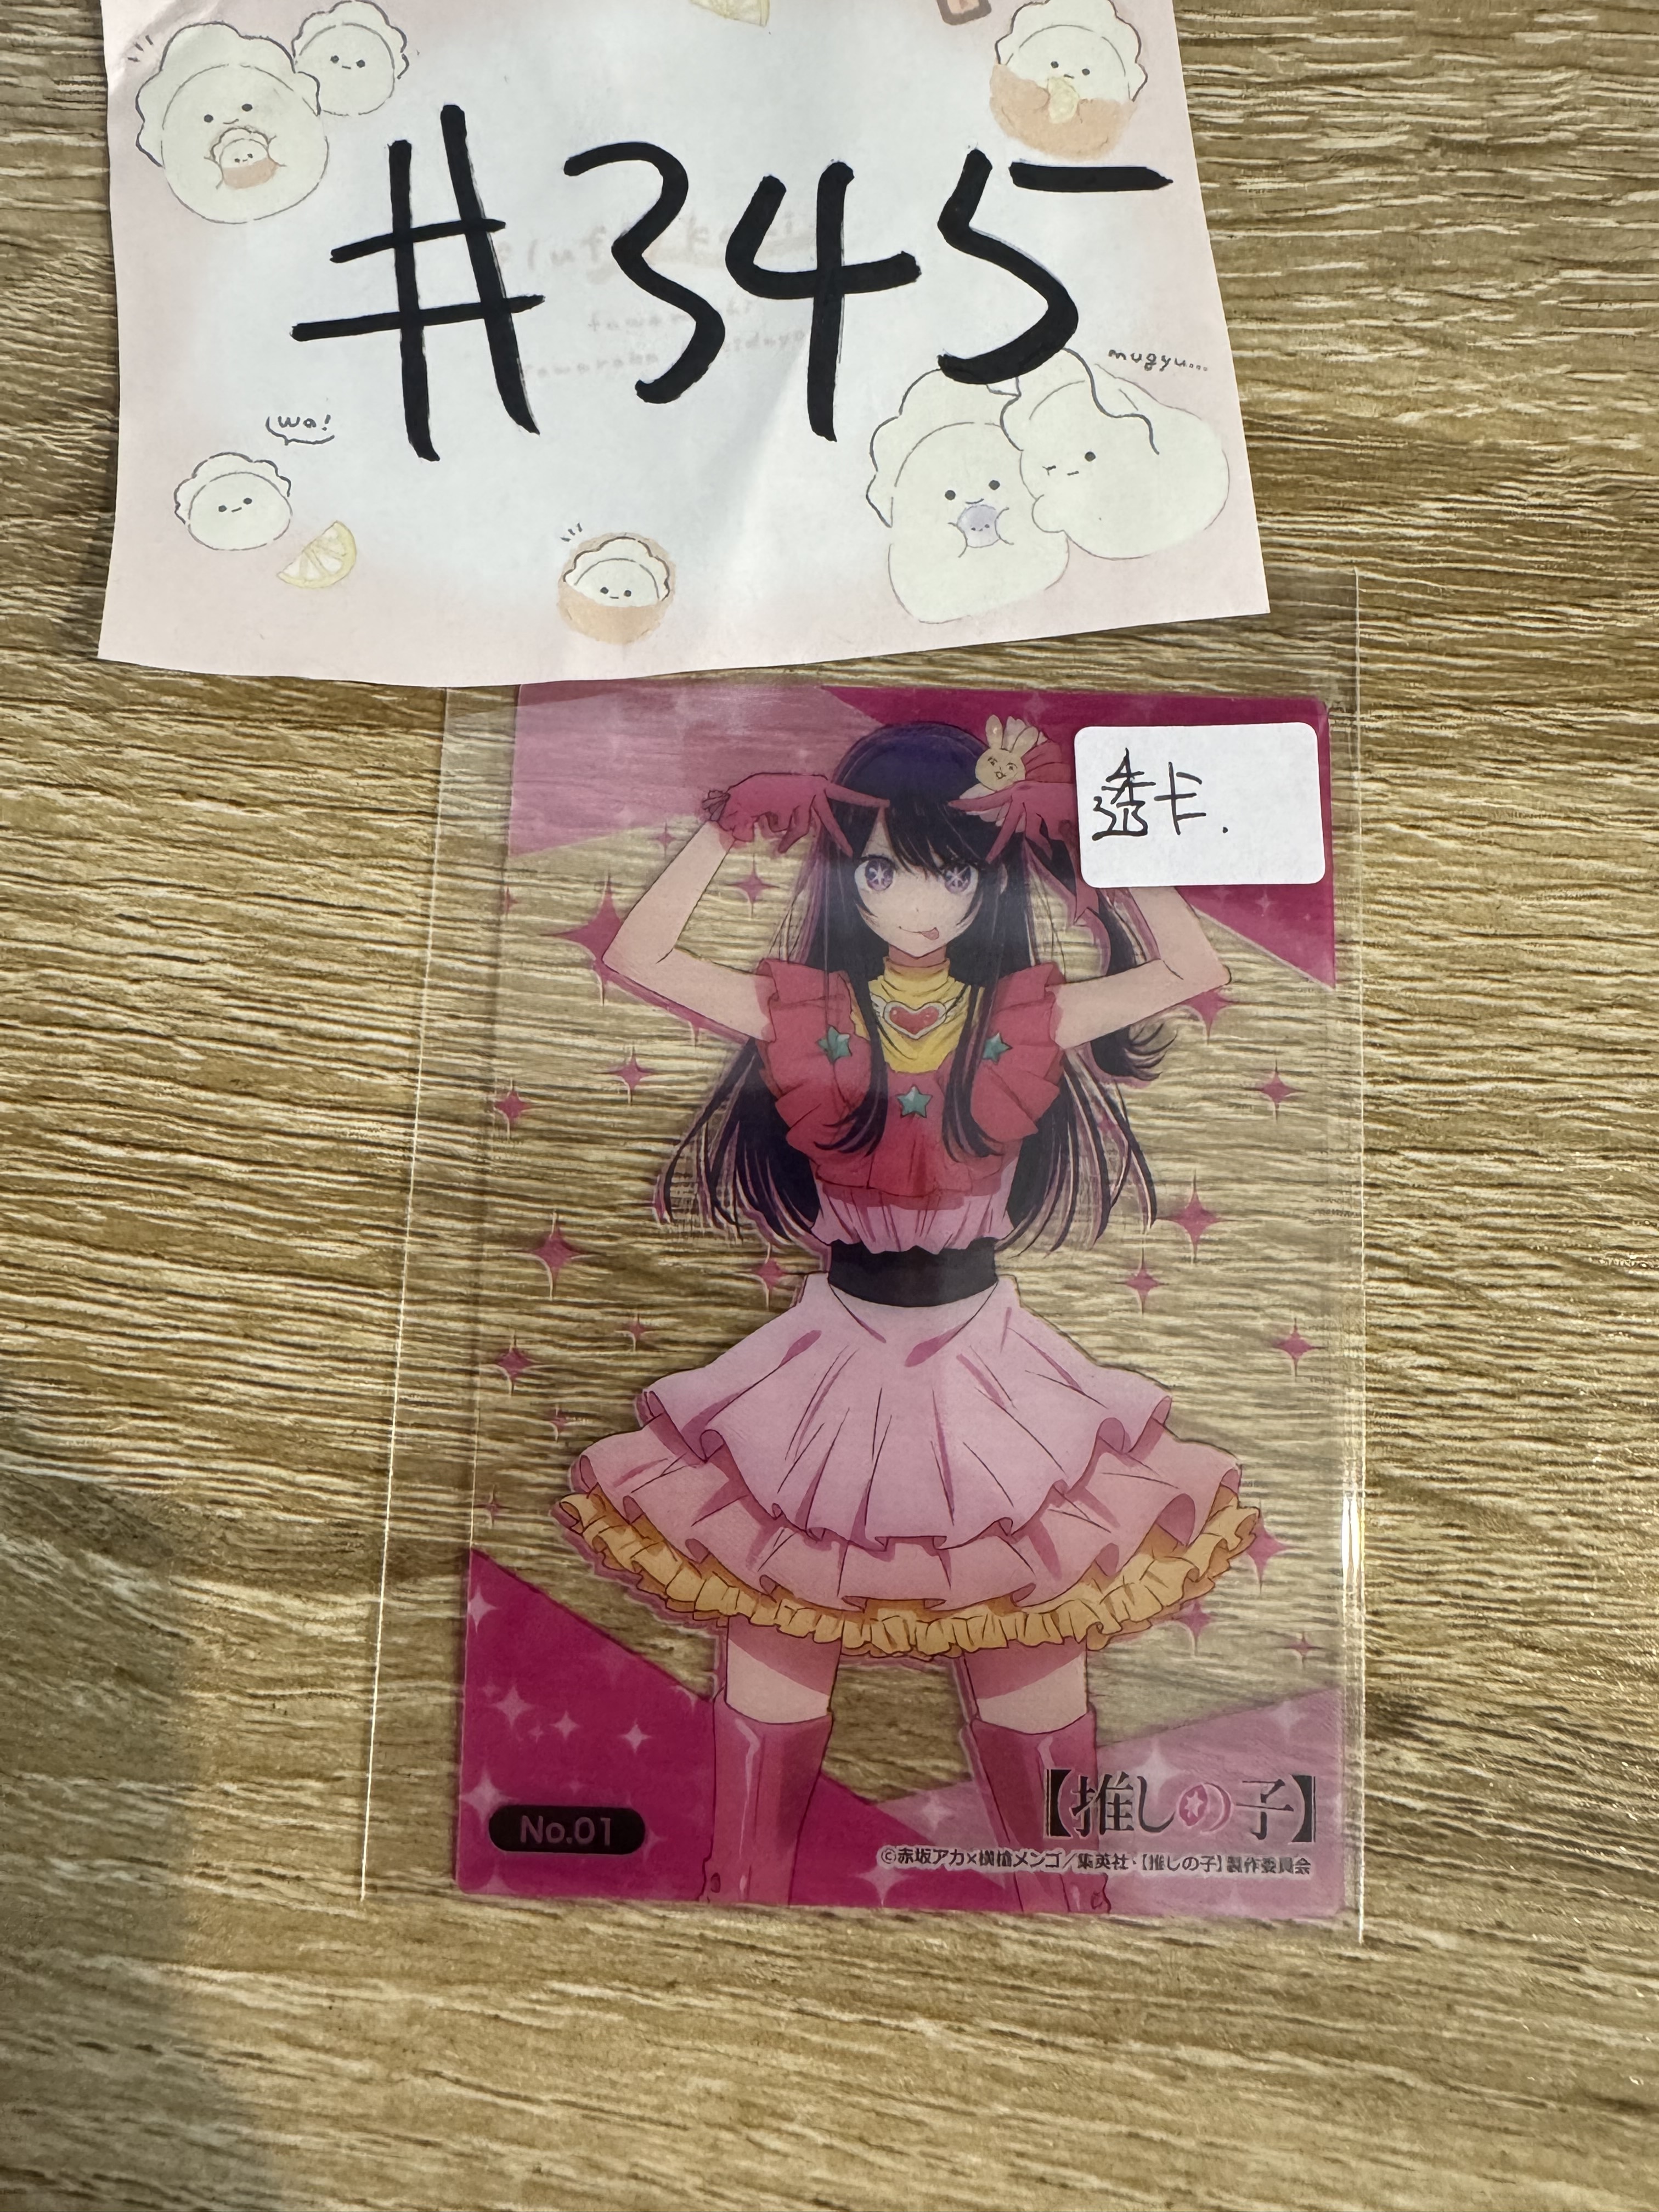 #345
mugyu...
wa!
透卡.
No.01
【推しの子】
©赤坂アカ×横槍メンゴ/集英社・【推しの子】製作委員会